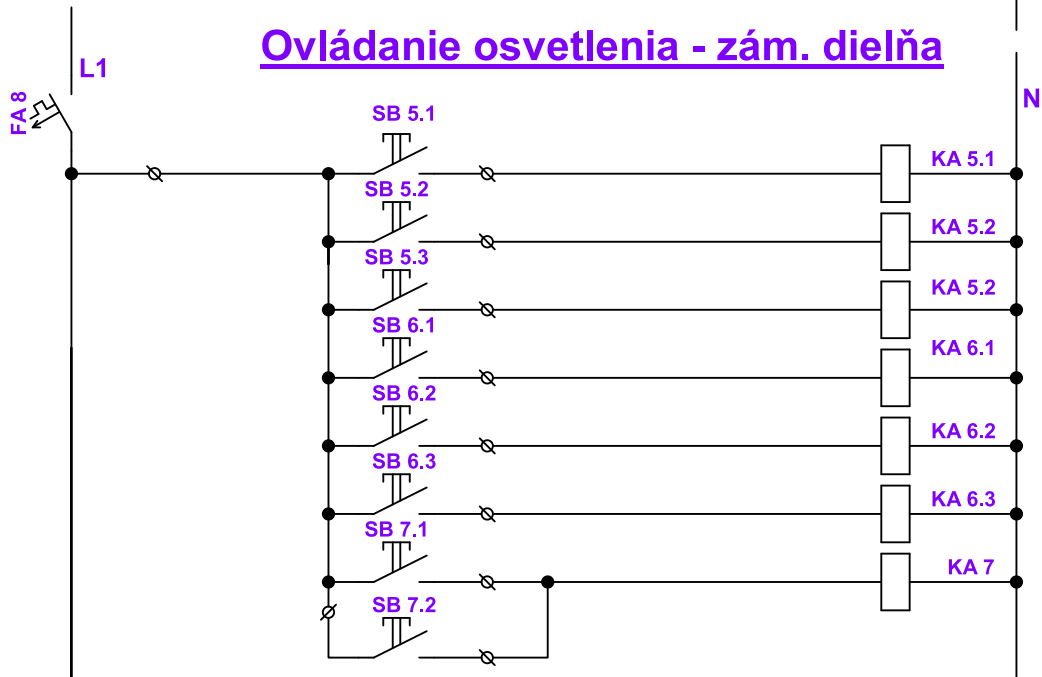 Ovládanie osvetlenia - zám. dielňa
L1
N
FA 8
SB 5.1
KA 5.1
SB 5.2
KA 5.2
SB 5.3
KA 5.2
SB 6.1
KA 6.1
SB 6.2
KA 6.2
SB 6.3
KA 6.3
SB 7.1
KA 7
SB 7.2